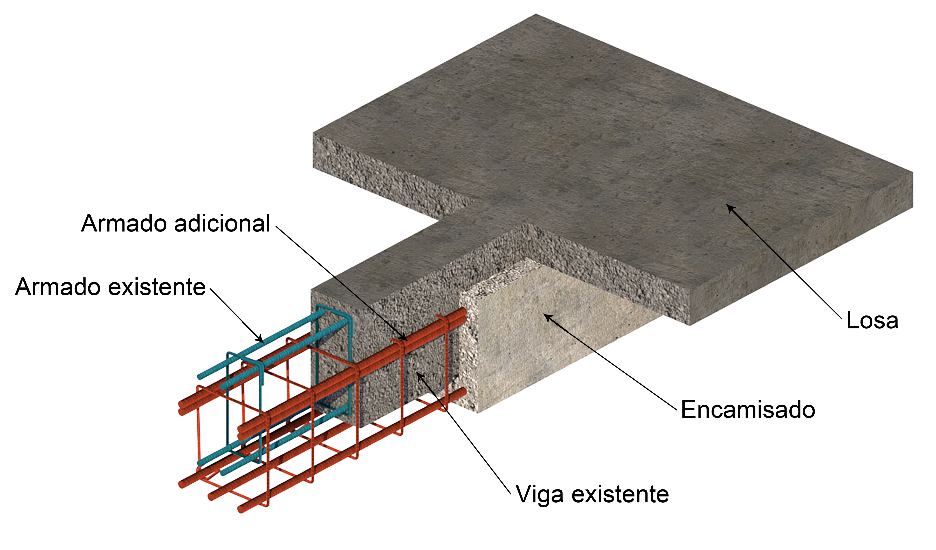 Armado adicional
Armado existente
Losa
Encamisado
Viga existente